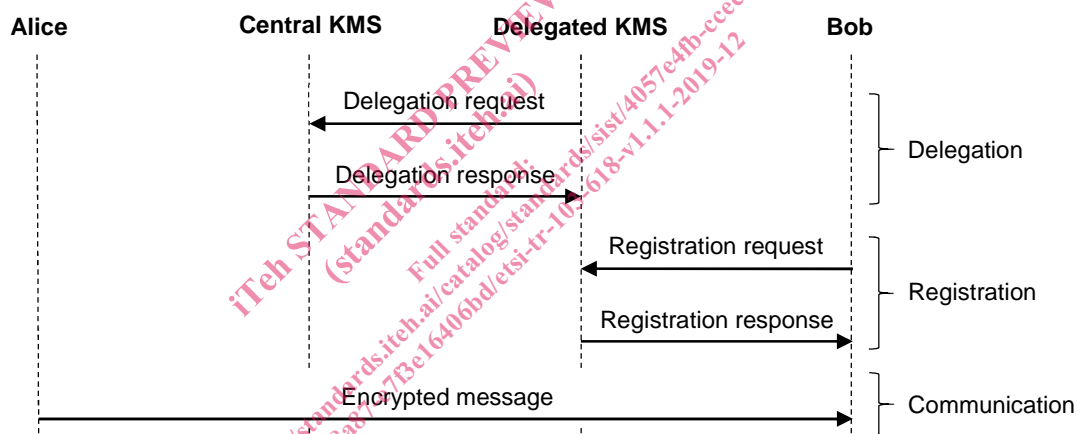 Alice Central KMS Delegated KMS Bob
Delegation request
Delegation
Delegation response
Registration request
Registration
Registration response
Encrypted message
Communication
iTeh STANDARD PREVIEW
(standards.iteh.ai)
Full standard: